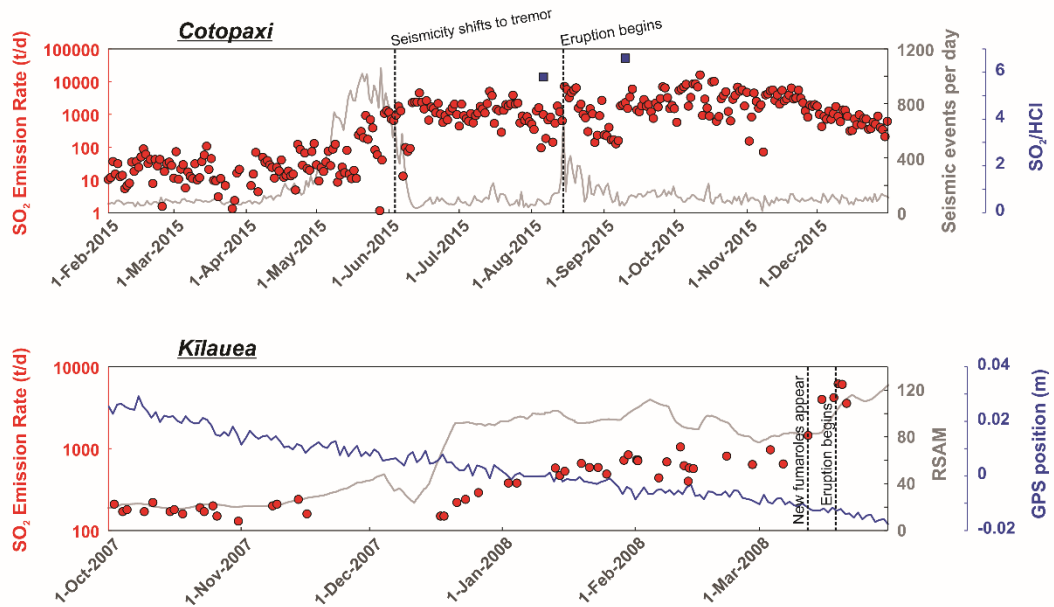 Cotopaxi
Seismicity shifts to tremor
Eruption begins
SO₂ Emission Rate (t/d)
100000
10000
1000
100
10
1
1200
800
400
0
Seismic events per day
6
4
2
0
SO₂/HCl
1-Feb-2015
1-Mar-2015
1-Apr-2015
1-May-2015
1-Jun-2015
1-Jul-2015
1-Aug-2015
1-Sep-2015
1-Oct-2015
1-Nov-2015
1-Dec-2015
Kīlauea
SO₂ Emission Rate (t/d)
10000
1000
100
New fumaroles appear
Eruption begins
120
80
40
0
RSAM
0.04
0.02
0
-0.02
GPS position (m)
1-Oct-2007
1-Nov-2007
1-Dec-2007
1-Jan-2008
1-Feb-2008
1-Mar-2008